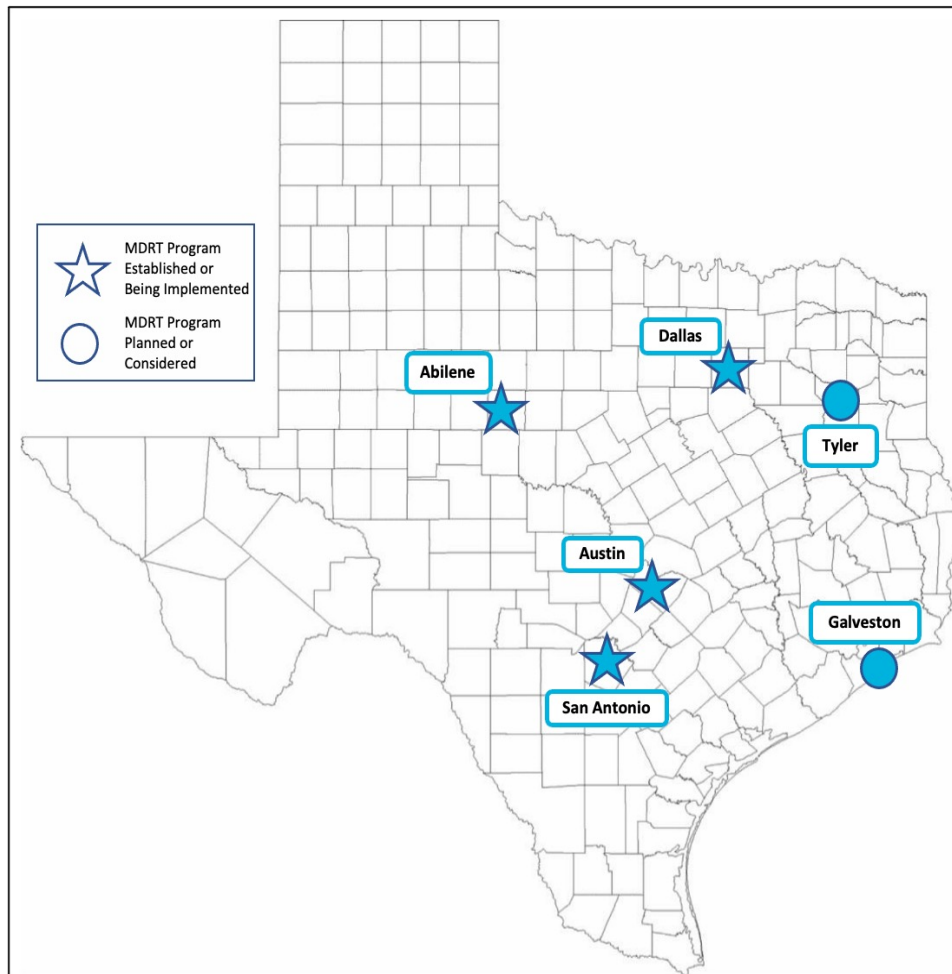 MDRT Program
Established or
Being Implemented
MDRT Program
Planned or
Considered
Dallas
Abilene
Tyler
Austin
Galveston
San Antonio